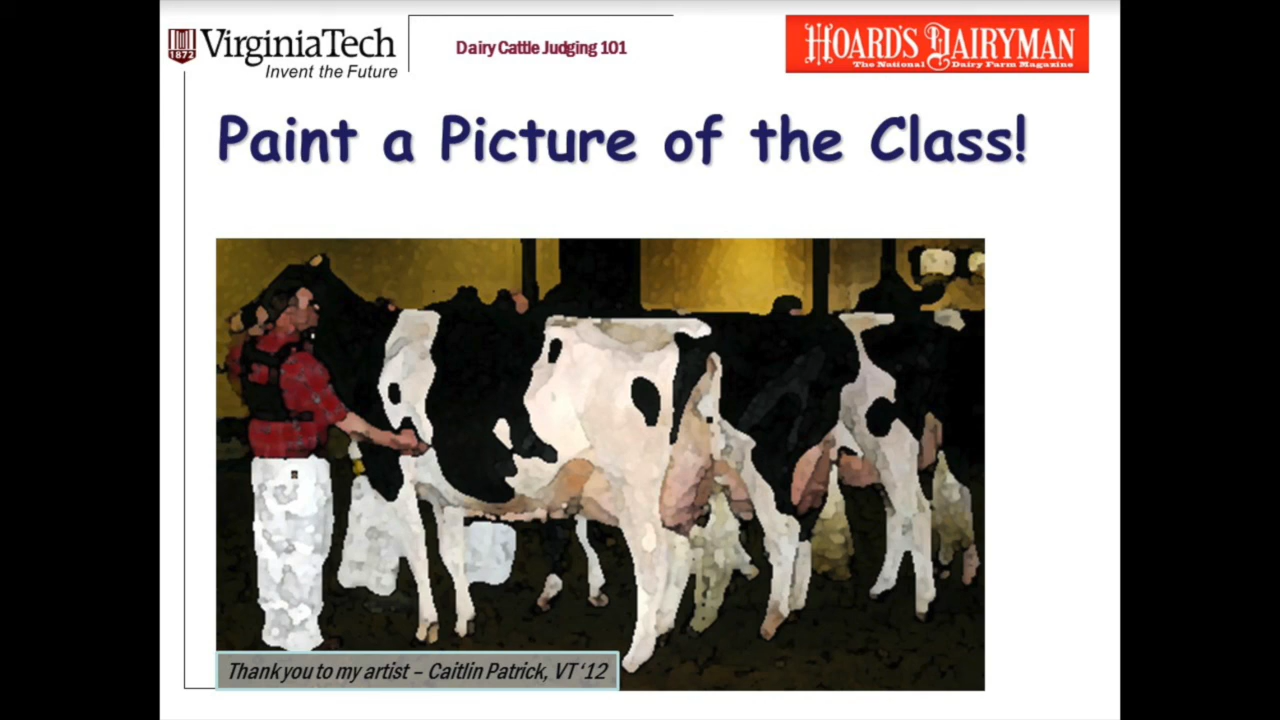 VirginiaTech
1872
Invent the Future
Dairy Cattle Judging 101
HOARD'S DAIRYMAN
The National Dairy Farm Magazine
Paint a Picture of the Class!
Thank you to my artist – Caitlin Patrick, VT ‘12